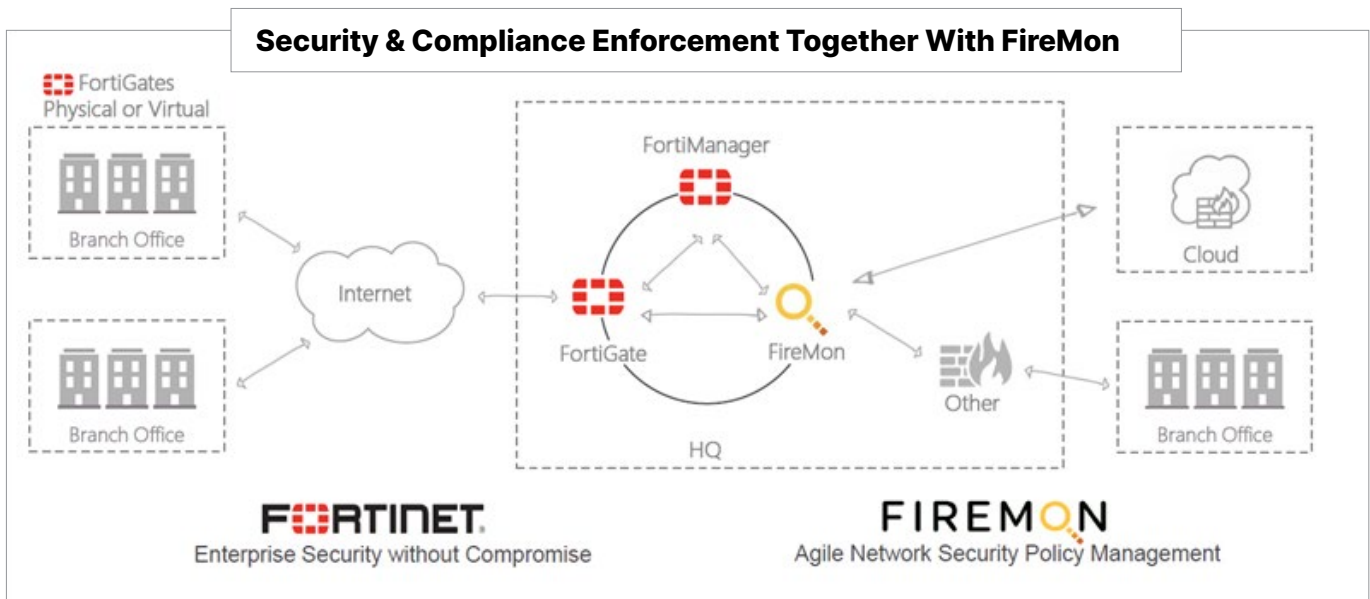 Security & Compliance Enforcement Together With FireMon
FortiGates
Physical or Virtual
Branch Office
Branch Office
Internet
FortiManager
FortiGate
FireMon
HQ
Other
Cloud
Branch Office
FORTINET
Enterprise Security without Compromise
FIREMON
Agile Network Security Policy Management